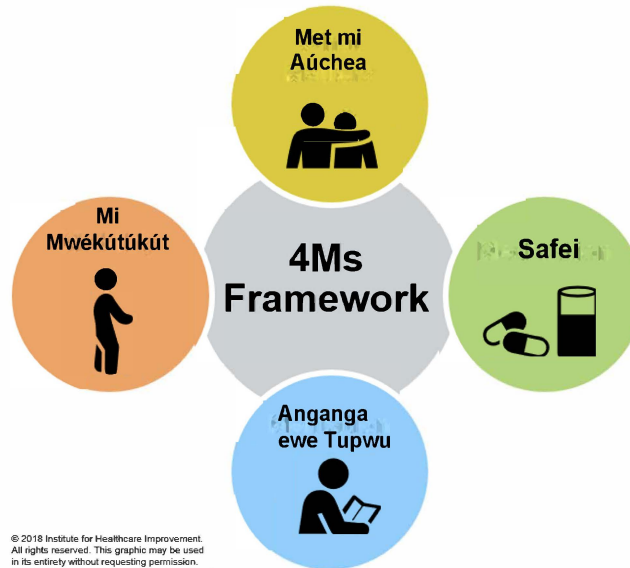 Met mi
Aúchea
Mi
Mwékútúkút
4Ms
Framework
Safei
Anganga
ewe Tupwu
© 2018 Institute for Healthcare Improvement.
All rights reserved. This graphic may be used
in its entirety without requesting permission.